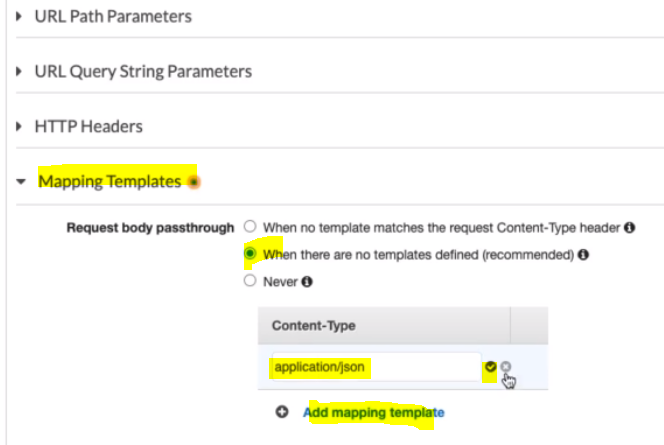 URL Path Parameters
URL Query String Parameters
HTTP Headers
Mapping Templates
Request body passthrough When no template matches the request Content-Type header
When there are no templates defined (recommended)
Never
Content-Type
application/json
Add mapping template